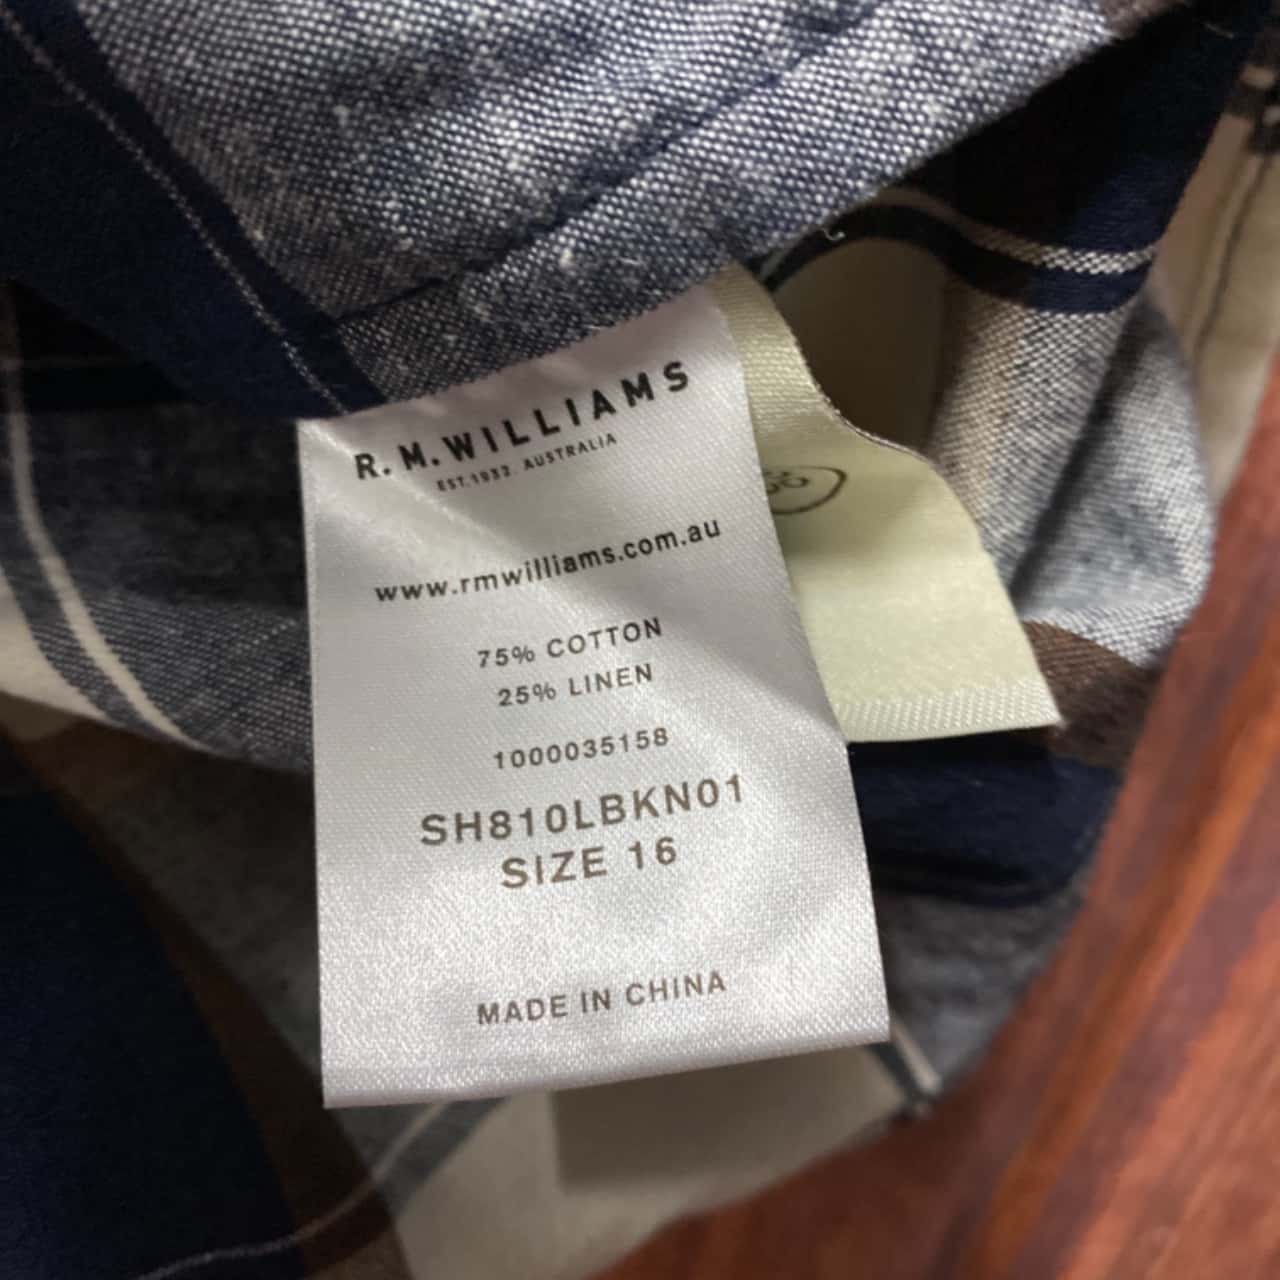 R.M.WILLIAMS
EST.1932 AUSTRALIA
www.rmwilliams.com.au
75% COTTON
25% LINEN
1000035158
SH810LBKN01
SIZE 16
MADE IN CHINA